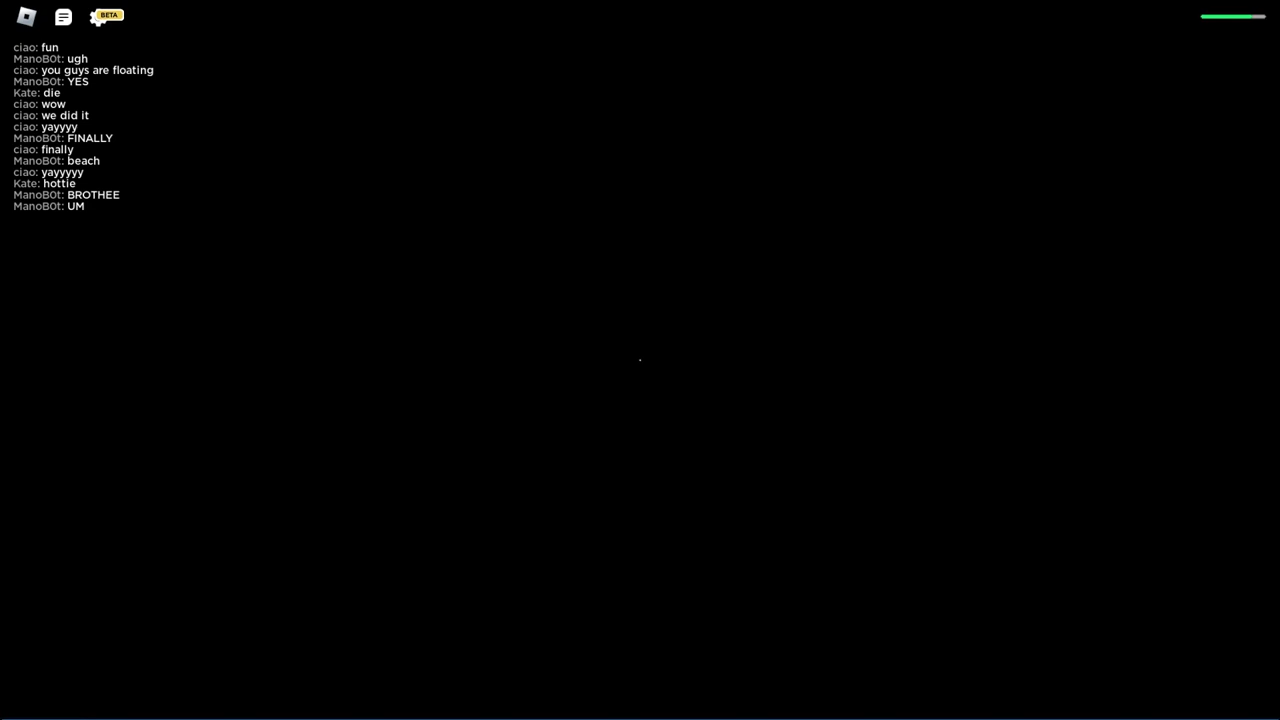 BETA
ciao: fun
ManoB0t: ugh
ciao: you guys are floating
ManoB0t: YES
Kate: die
ciao: wow
ciao: we did it
ciao: yayyyy
ManoB0t: FINALLY
ciao: finally
ManoB0t: beach
ciao: yayyyyy
Kate: hottie
ManoB0t: BROTHEE
ManoB0t: UM